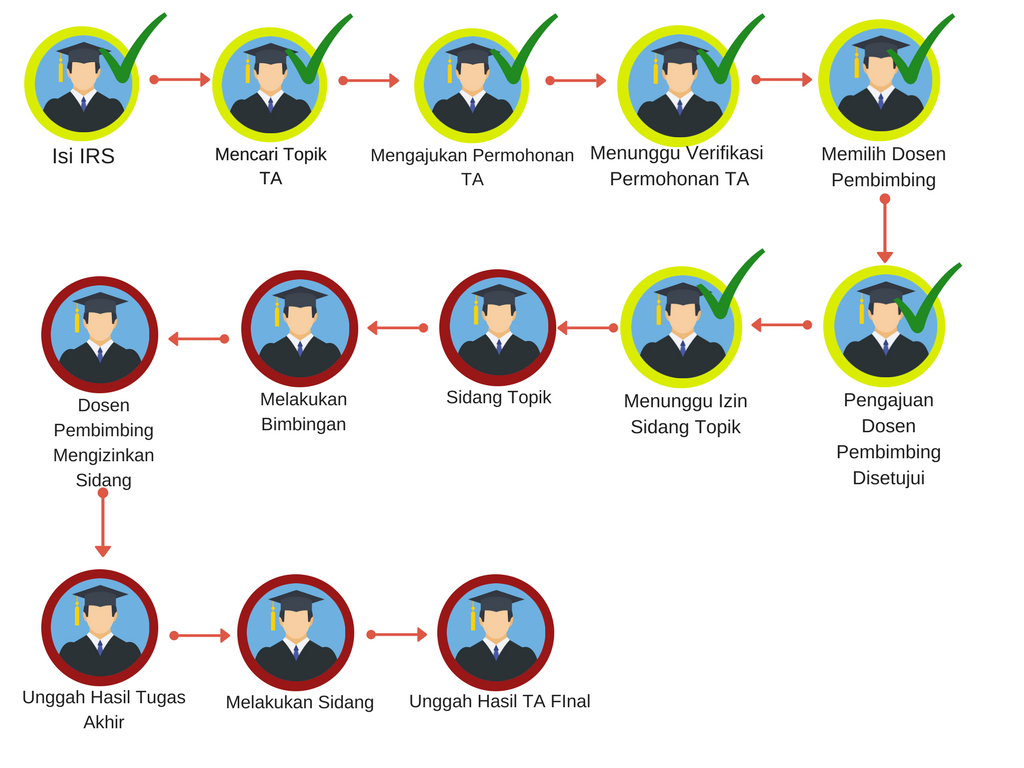 Isi IRS
Mencari Topik
TA
Mengajukan Permohonan
TA
Menunggu Verifikasi
Permohonan TA
Memilih Dosen
Pembimbing
Pengajuan
Dosen
Pembimbing
Disetujui
Menunggu Izin
Sidang Topik
Sidang Topik
Melakukan
Bimbingan
Dosen
Pembimbing
Mengizinkan
Sidang
Unggah Hasil Tugas
Akhir
Melakukan Sidang
Unggah Hasil TA FInal